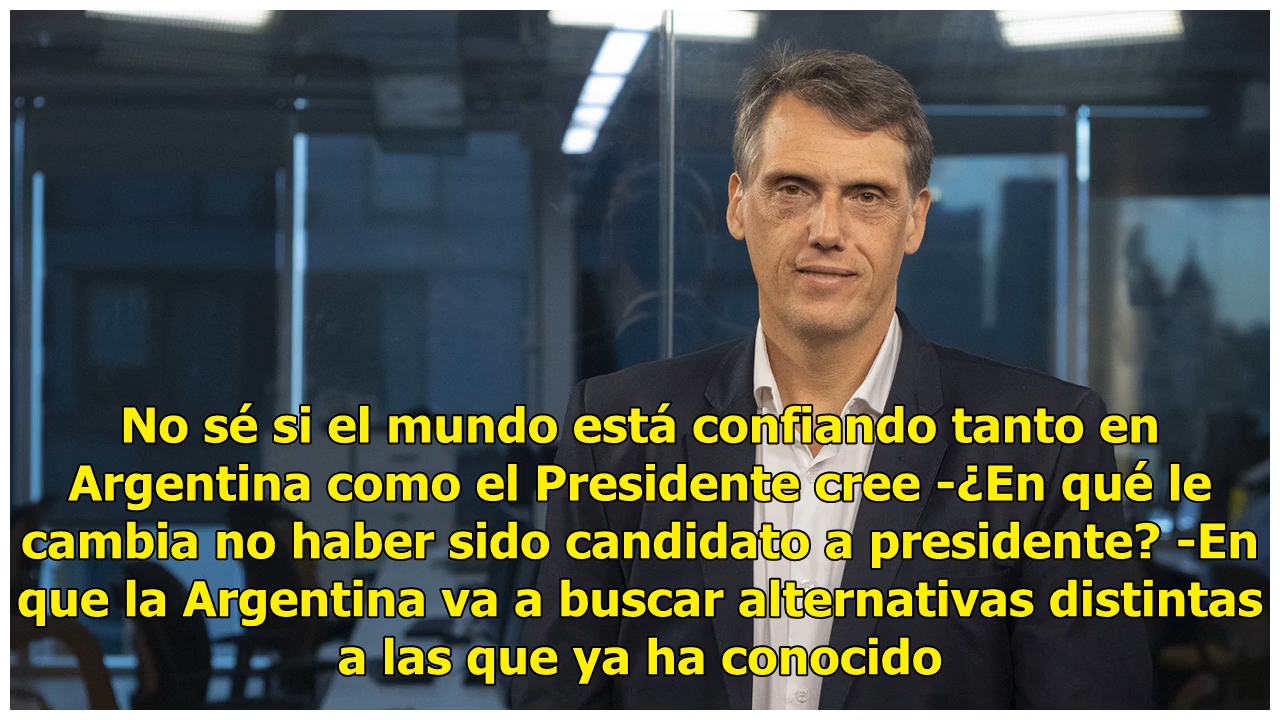 No sé si el mundo está confiando tanto en
Argentina como el Presidente cree -¿En qué le
cambia no haber sido candidato a presidente? -En
que la Argentina va a buscar alternativas distintas
a las que ya ha conocido